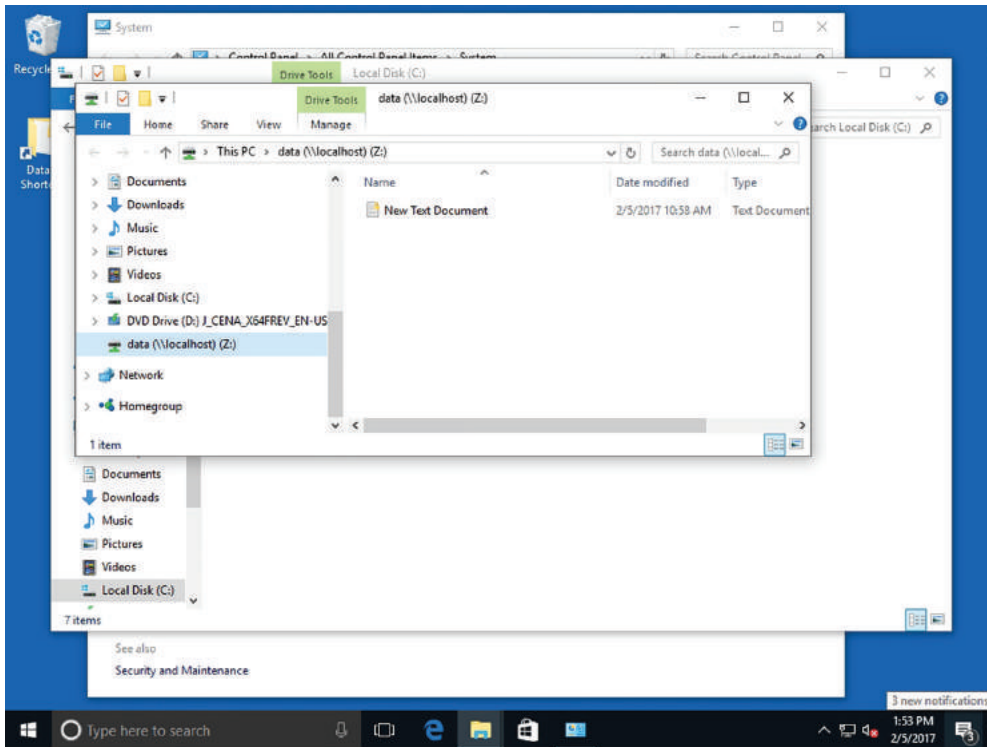 System
Control Panel > All Control Panel Items > System
Search Control Panel
Recycle
Drive Tools Local Disk (C:)
Drive Tools data (\\localhost) (Z:)
File Home Share View Manage
This PC > data (\\localhost) (Z:)
Search data (\\local...
arch Local Disk (C:)
Data
Shorte
Documents
Downloads
Music
Pictures
Videos
Local Disk (C:)
DVD Drive (D:) J_CENA_X64FREV_EN-US
data (\\localhost) (Z:)
Network
Homegroup
Name Date modified Type
New Text Document 2/5/2017 10:58 AM Text Document
1 item
Documents
Downloads
Music
Pictures
Videos
Local Disk (C:)
7 items
See also
Security and Maintenance
3 new notifications
Type here to search
1:53 PM
2/5/2017
3